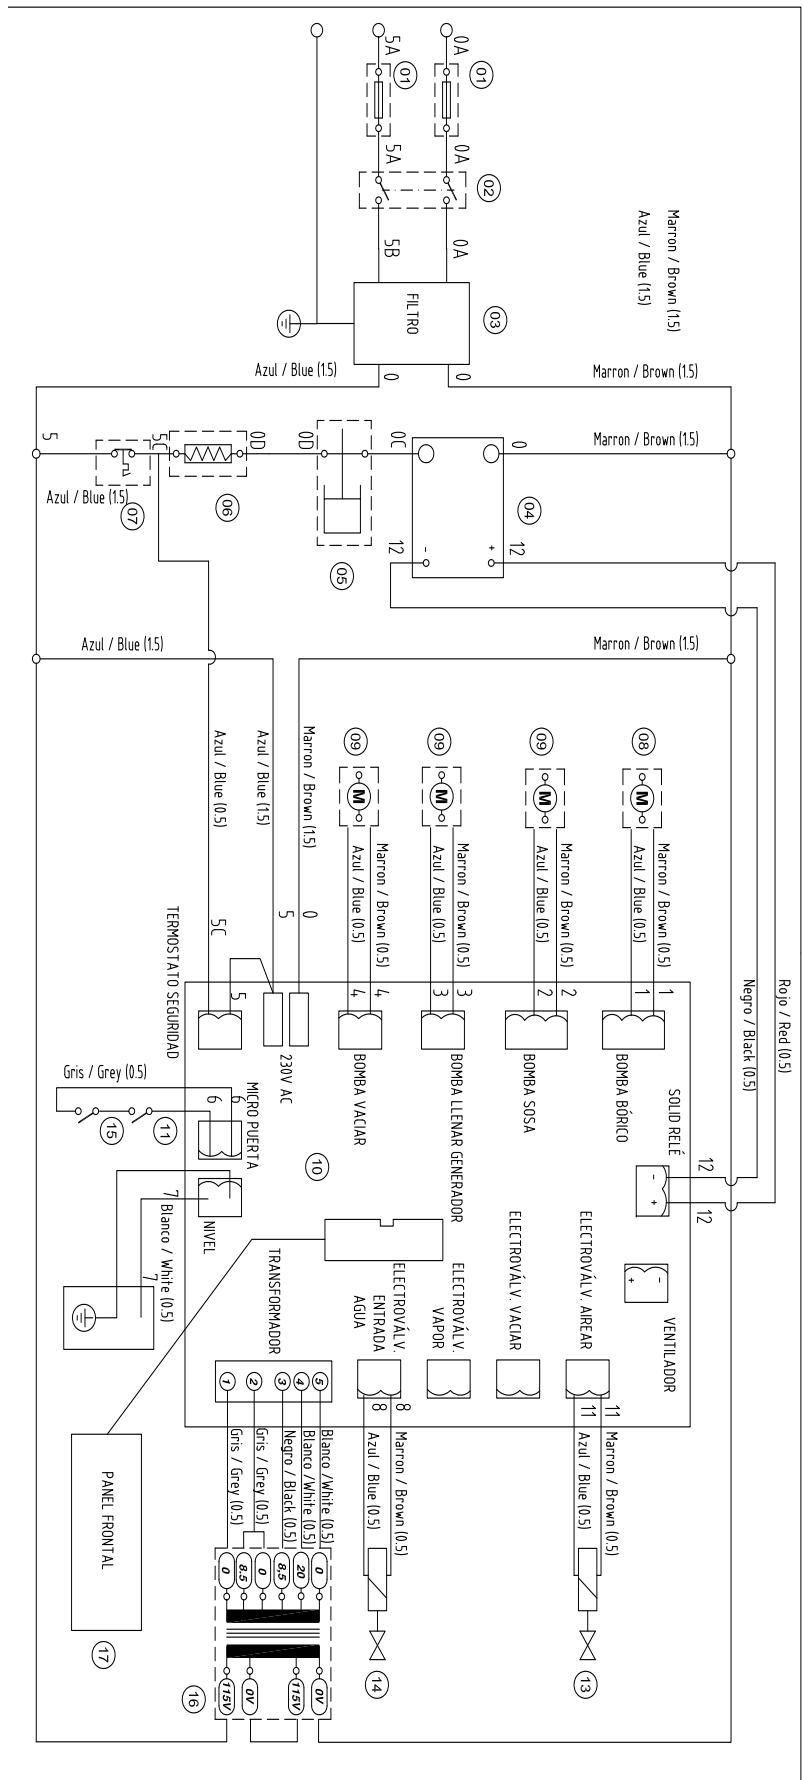 0A
5A
01
01
0A
5A
02
0A
5B
Marron / Brown (1.5)
Azul / Blue (1.5)
FILTRO
03
0
0
Azul / Blue (1.5)
Marron / Brown (1.5)
5
5C
0D
0D
0C
0
Marron / Brown (1.5)
Azul / Blue (1.5)
07
06
05
04
-
+
12
12
Azul / Blue (1.5)
Marron / Brown (1.5)
Azul / Blue (0.5)
Azul / Blue (1.5)
Marron / Brown (1.5)
09
09
09
08
M
M
M
M
Azul / Blue (0.5)
Marron / Brown (0.5)
Azul / Blue (0.5)
Marron / Brown (0.5)
Azul / Blue (0.5)
Marron / Brown (0.5)
Azul / Blue (0.5)
Marron / Brown (0.5)
Negro / Black (0.5)
Rojo / Red (0.5)
5C
5
0
5
4
4
3
3
2
2
1
1
TERMOSTATO SEGURIDAD
230V AC
BOMBA VACIAR
BOMBA LLENAR GENERADOR
BOMBA SOSA
BOMBA BÓRICO
SOLID RELÉ
12
12
-
+
Gris / Grey (0.5)
6
6
MICRO PUERTA
15
11
10
NIVEL
7
Blanco / White (0.5)
7
TRANSFORMADOR
ELECTROVÁLV.
ENTRADA
AGUA
ELECTROVÁLV.
VAPOR
ELECTROVÁLV. VACIAR
ELECTROVÁLV. AIREAR
VENTILADOR
-
+
1
2
3
4
5
8
8
11
11
Gris / Grey (0.5)
Gris / Grey (0.5)
Negro / Black (0.5)
Blanco /White (0.5)
Blanco /White (0.5)
Azul / Blue (0.5)
Marron / Brown (0.5)
Azul / Blue (0.5)
Marron / Brown (0.5)
PANEL FRONTAL
17
0
8.5
0
8,5
20
0
115V
0V
115V
0V
16
14
13